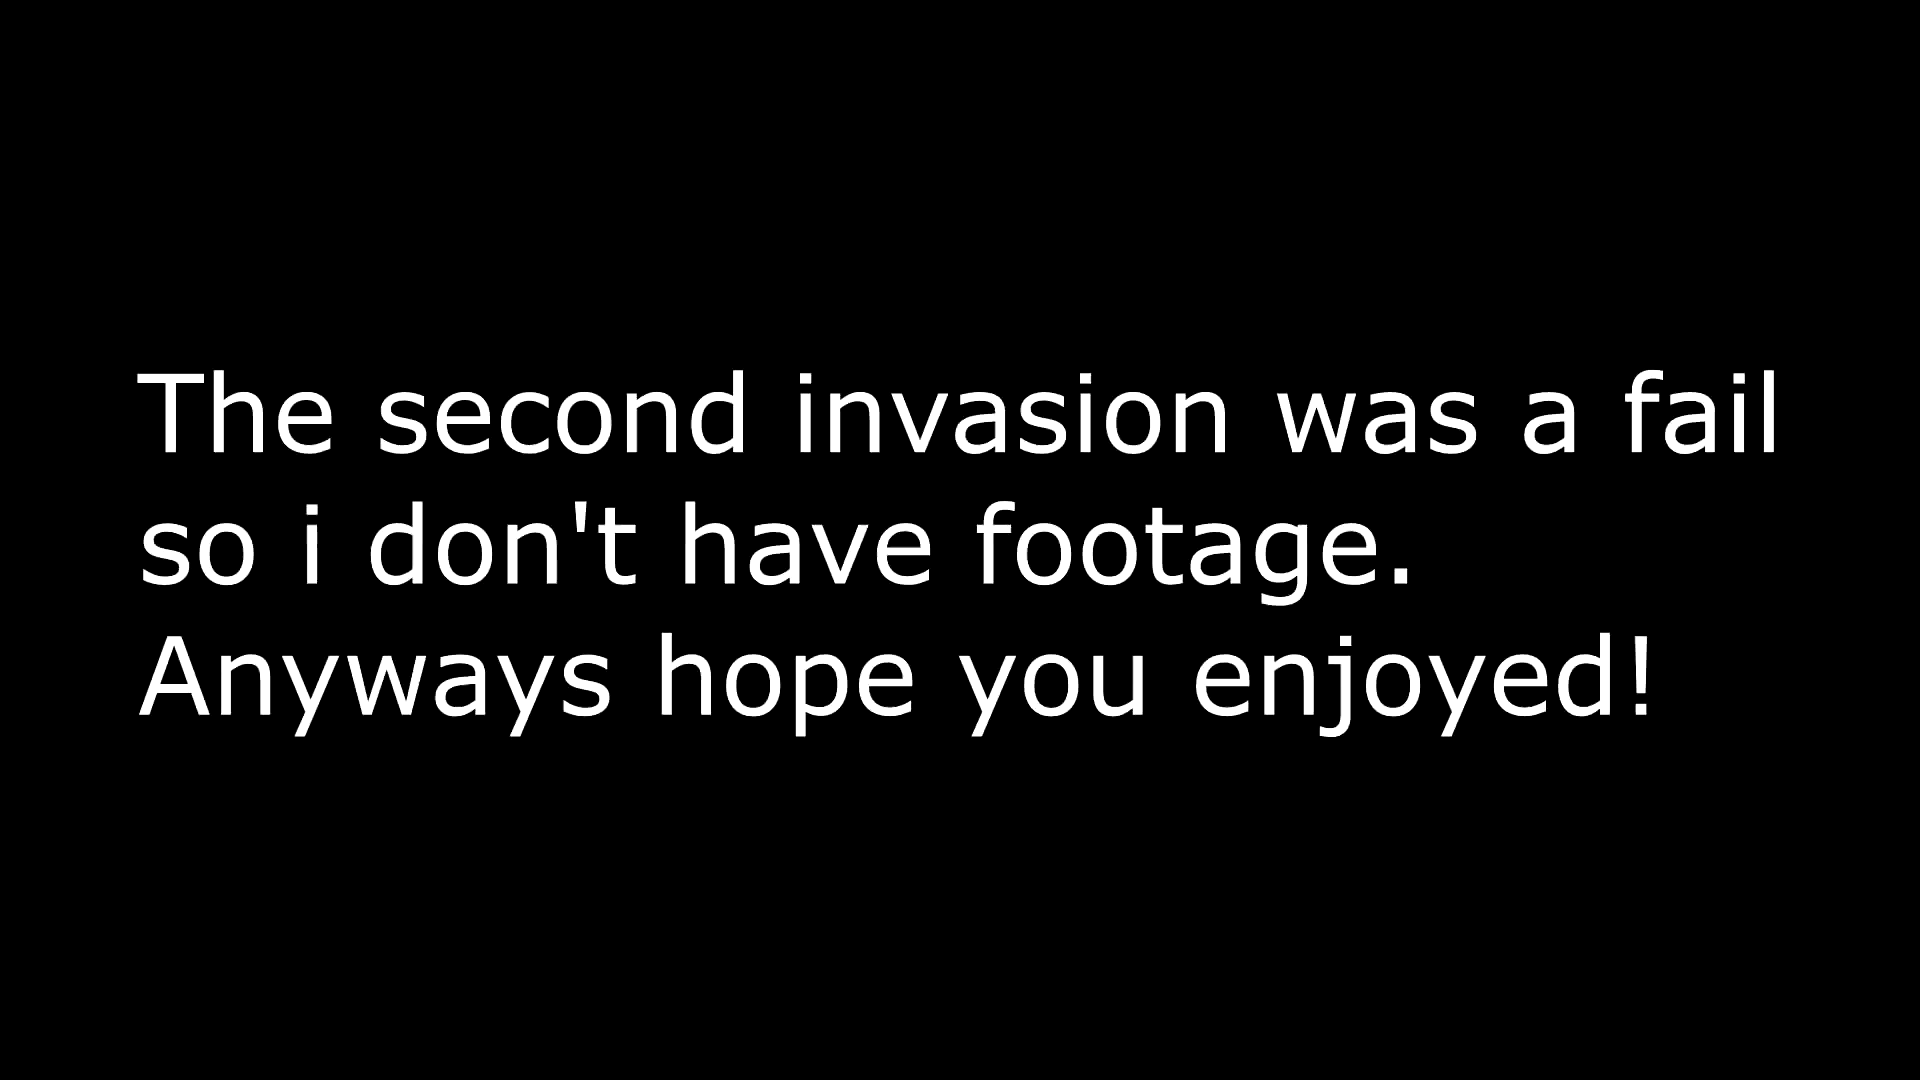 The second invasion was a fail
so i don't have footage.
Anyways hope you enjoyed!